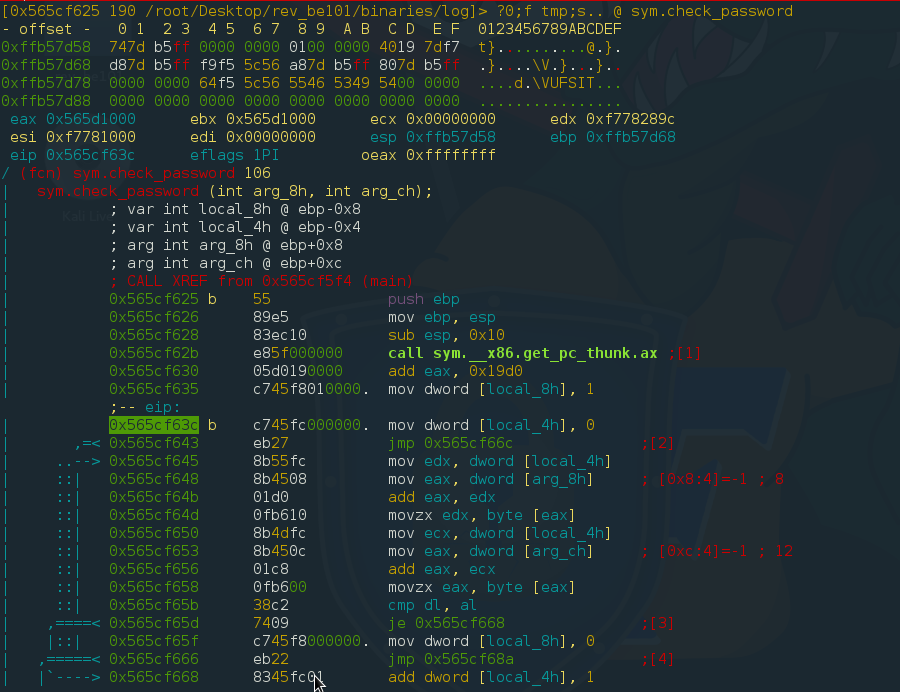 [0x565cf625 190 /root/Desktop/rev_be101/binaries/log]> ?0;f tmp;s.. @ sym.check_password
- offset -   0 1  2 3  4 5  6 7  8 9  A B  C D  E F  0123456789ABCDEF
0xffb57d58  747d b5ff 0000 0000 0100 0000 4019 7df7  t}..........@.}.
0xffb57d68  d87d b5ff f9f5 5c56 a87d b5ff 807d b5ff  .}....\V.}...}..
0xffb57d78  0000 0000 64f5 5c56 5546 5349 5400 0000  ....d.\VUFSIT...
0xffb57d88  0000 0000 0000 0000 0000 0000 0000 0000  ................
eax 0x565d1000      ebx 0x565d1000      ecx 0x00000000      edx 0xf778289c
esi 0xf7781000      edi 0x00000000      esp 0xffb57d58      ebp 0xffb57d68
eip 0x565cf63c      eflags 1PI         oeax 0xffffffff
/ (fcn) sym.check_password 106
|   sym.check_password (int arg_8h, int arg_ch);
|           ; var int local_8h @ ebp-0x8
|           ; var int local_4h @ ebp-0x4
|           ; arg int arg_8h @ ebp+0x8
|           ; arg int arg_ch @ ebp+0xc
|           ; CALL XREF from 0x565cf5f4 (main)
|           0x565cf625 b    55             push ebp
|           0x565cf626      89e5           mov ebp, esp
|           0x565cf628      83ec10         sub esp, 0x10
|           0x565cf62b      e85f000000     call sym.__x86.get_pc_thunk.ax ;[1]
|           0x565cf630      05d0190000     add eax, 0x19d0
|           0x565cf635      c745f8010000.  mov dword [local_8h], 1
            ;-- eip:
|           0x565cf63c b    c745fc000000.  mov dword [local_4h], 0
|       ,=< 0x565cf643      eb27           jmp 0x565cf66c              ;[2]
|     ..--> 0x565cf645      8b55fc         mov edx, dword [local_4h]
|     ::|   0x565cf648      8b4508         mov eax, dword [arg_8h]     ; [0x8:4]=-1 ; 8
|     ::|   0x565cf64b      01d0           add eax, edx
|     ::|   0x565cf64d      0fb610         movzx edx, byte [eax]
|     ::|   0x565cf650      8b4dfc         mov ecx, dword [local_4h]
|     ::|   0x565cf653      8b450c         mov eax, dword [arg_ch]     ; [0xc:4]=-1 ; 12
|     ::|   0x565cf656      01c8           add eax, ecx
|     ::|   0x565cf658      0fb600         movzx eax, byte [eax]
|     ::|   0x565cf65b      38c2           cmp dl, al
|    ,====< 0x565cf65d      7409           je 0x565cf668               ;[3]
|    |::|   0x565cf65f      c745f8000000.  mov dword [local_8h], 0
|   ,=====< 0x565cf666      eb22           jmp 0x565cf68a              ;[4]
|   |`----> 0x565cf668      8345fc01       add dword [local_4h], 1